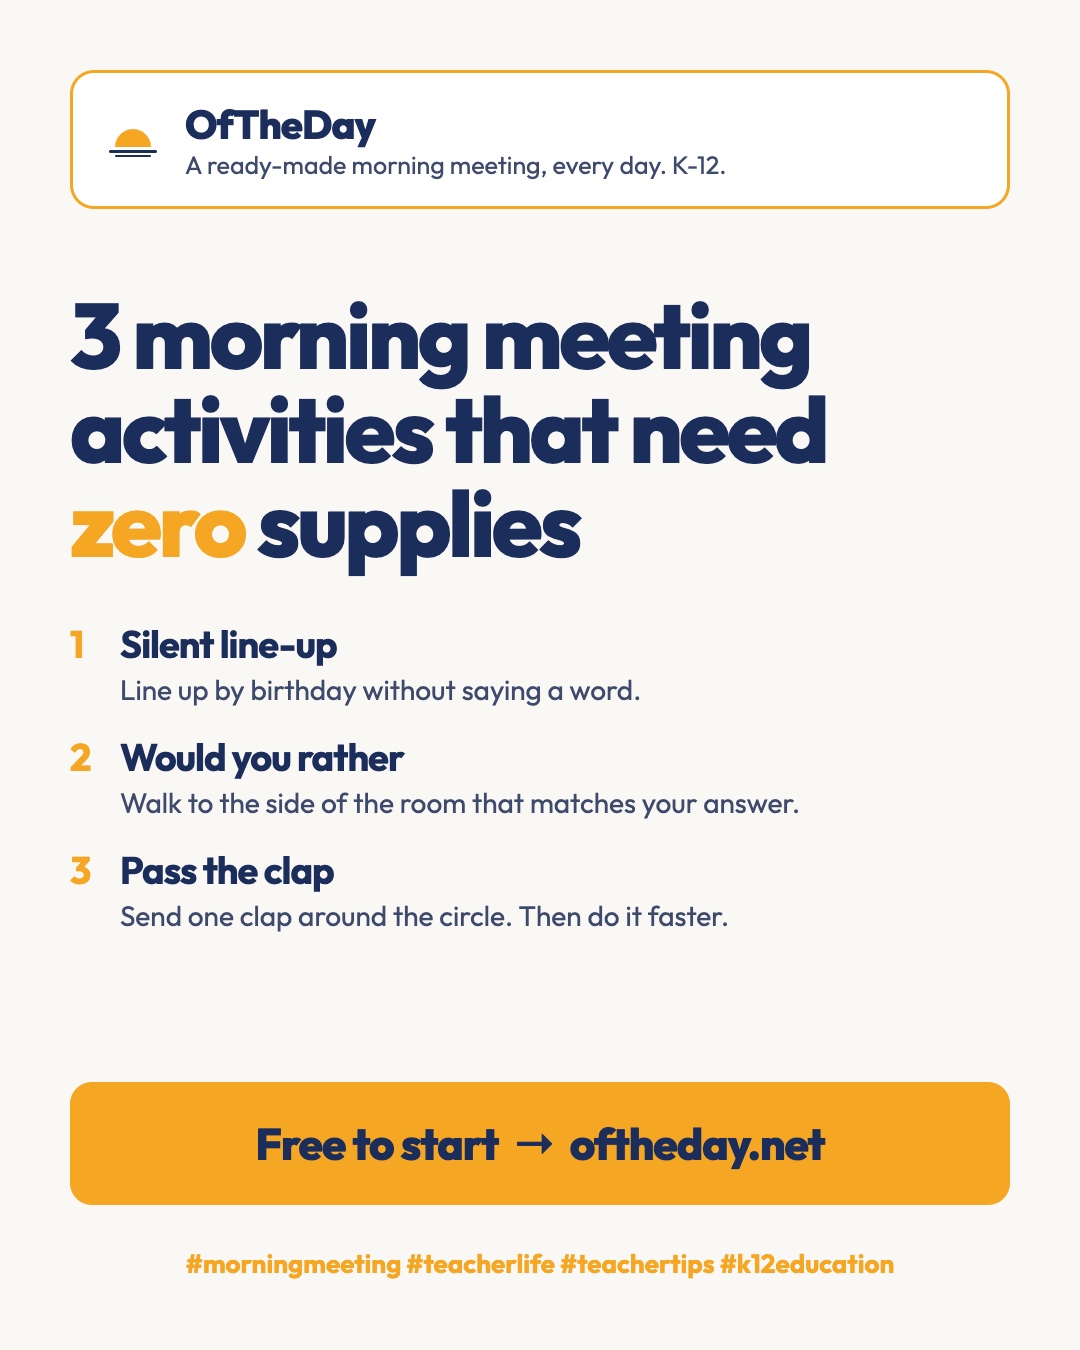 OfTheDay
A ready-made morning meeting, every day. K-12.
3 morning meeting
activities that need
zero supplies
1 Silent line-up
Line up by birthday without saying a word.
2 Would you rather
Walk to the side of the room that matches your answer.
3 Pass the clap
Send one clap around the circle. Then do it faster.
Free to start → oftheday.net
#morningmeeting #teacherlife #teachertips #k12education